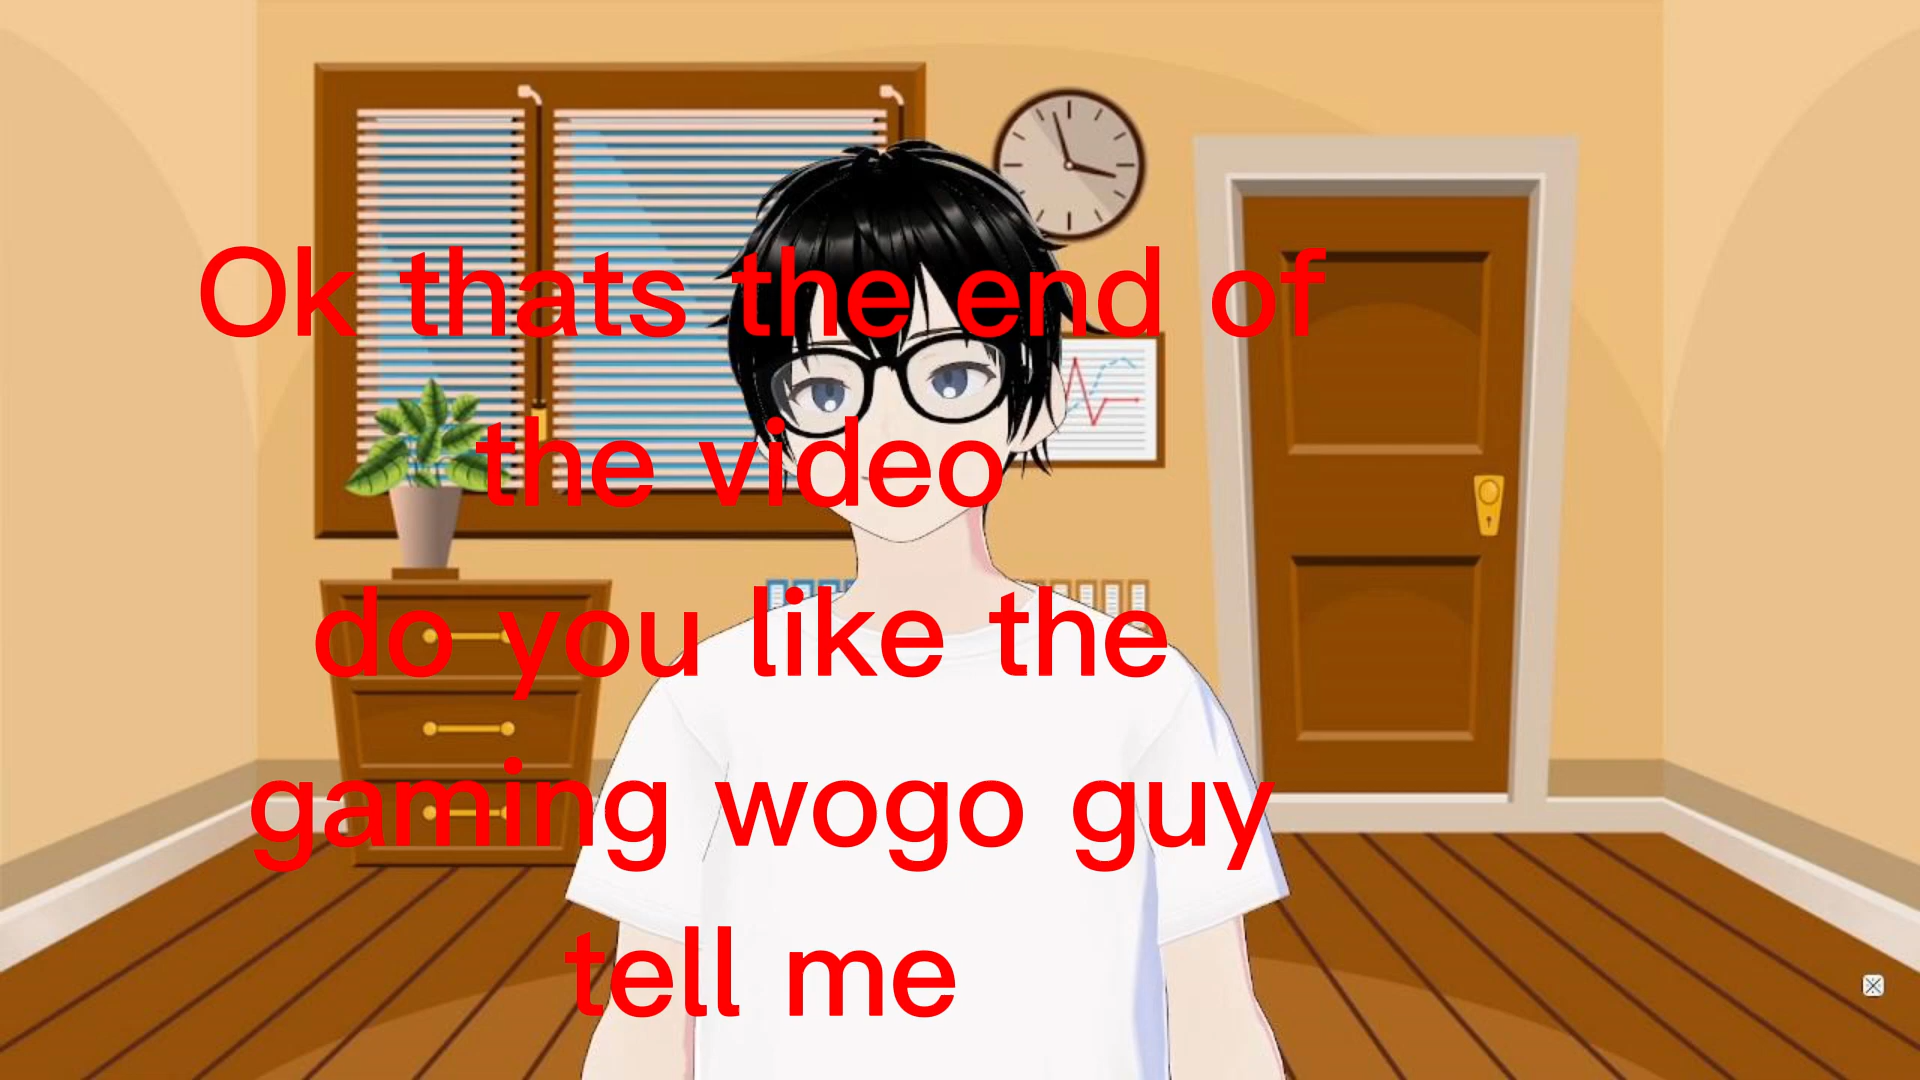 Ok thats the end of
the video
do you like the
gaming wogo guy
tell me